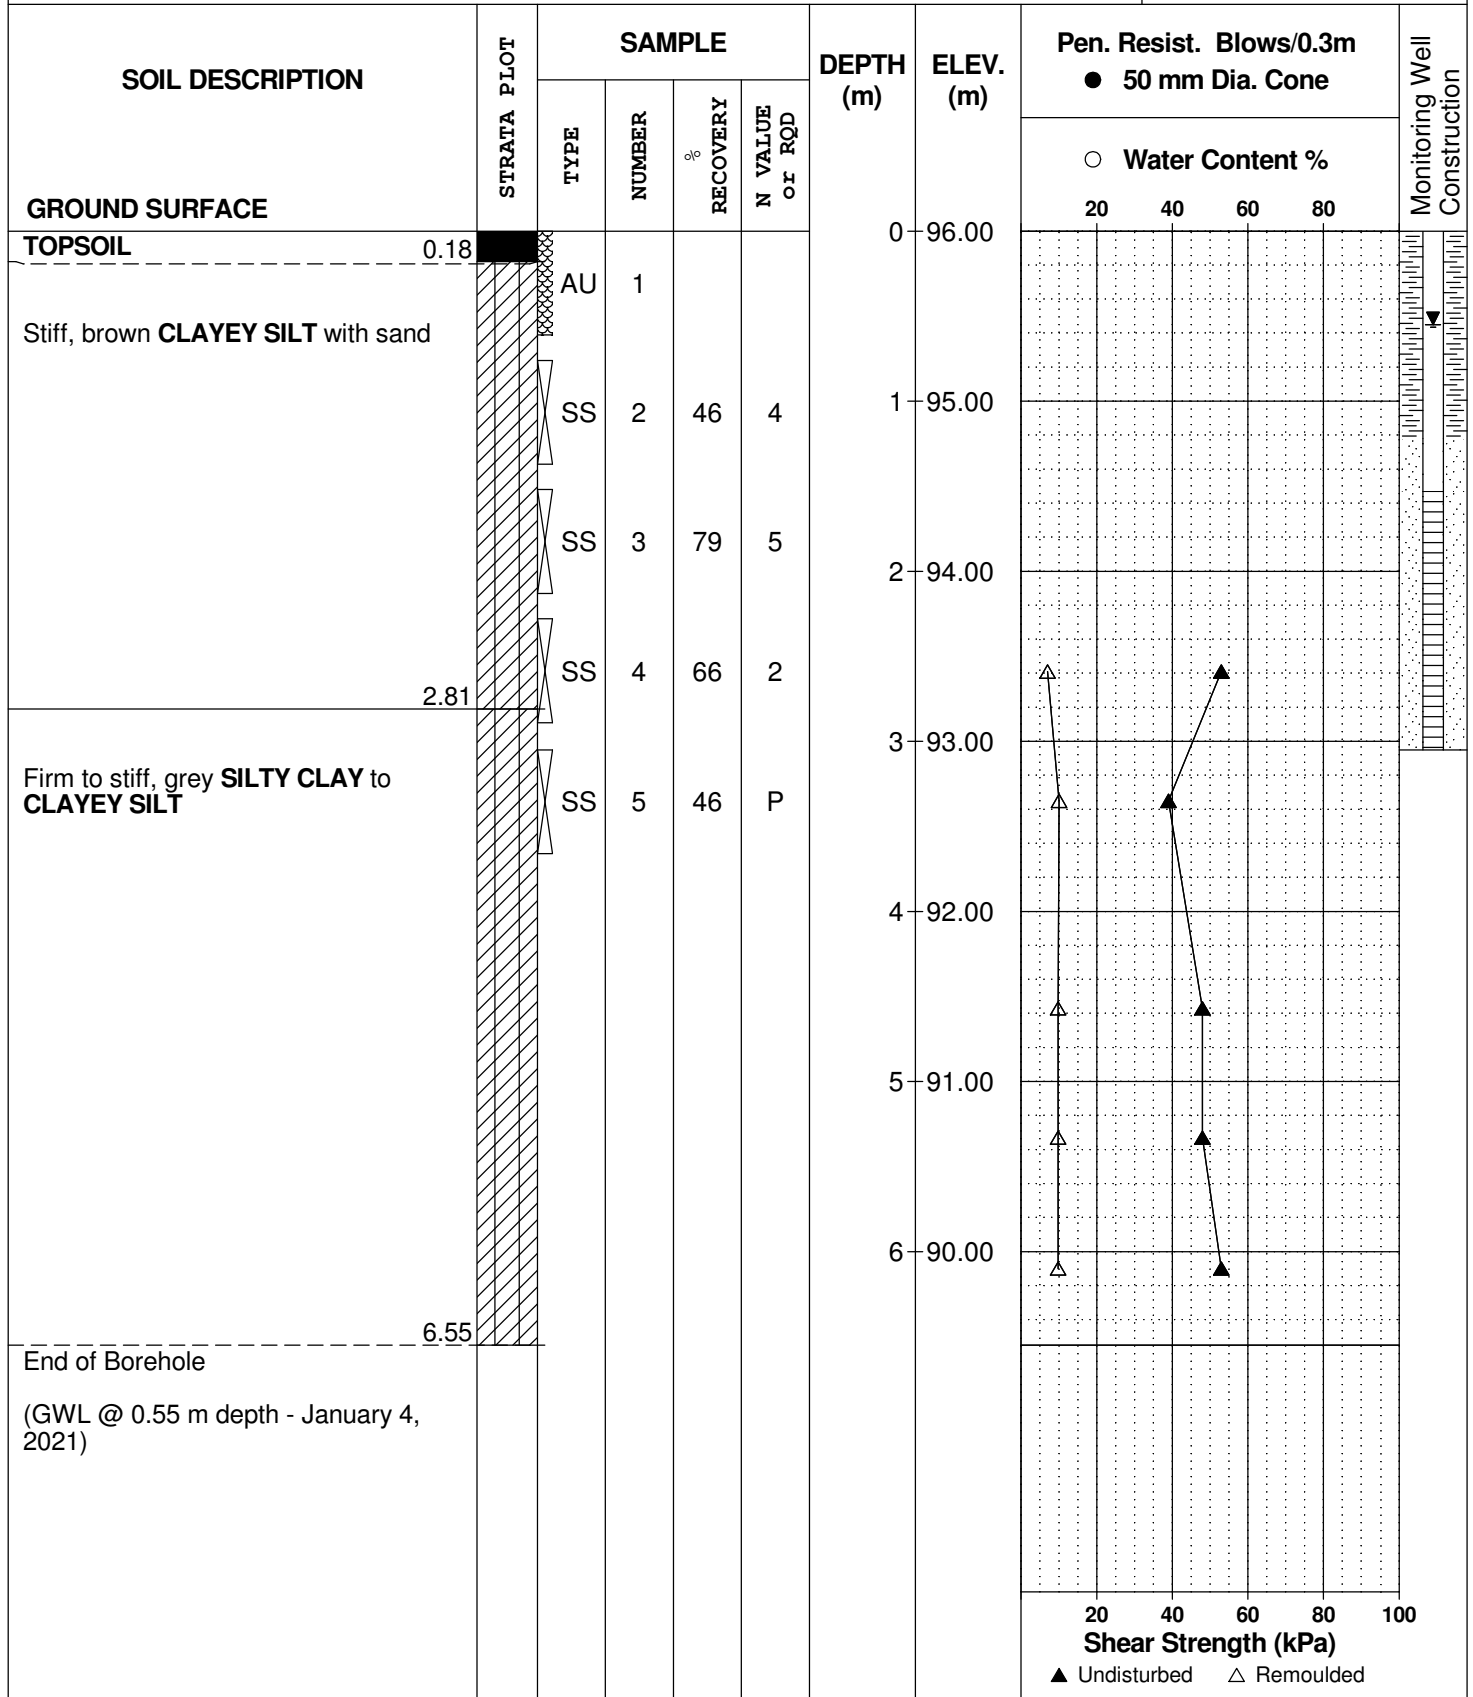 SOIL DESCRIPTION
GROUND SURFACE
STRATA PLOT
SAMPLE
TYPE
NUMBER
%
RECOVERY
N VALUE
or RQD
DEPTH
(m)
ELEV.
(m)
Pen. Resist. Blows/0.3m
● 50 mm Dia. Cone
○ Water Content %
20 40 60 80
Monitoring Well
Construction
TOPSOIL 0.18
0 96.00
AU 1
Stiff, brown CLAYEY SILT with sand
SS 2 46 4
1 95.00
SS 3 79 5
2 94.00
SS 4 66 2
2.81
3 93.00
Firm to stiff, grey SILTY CLAY to
CLAYEY SILT
SS 5 46 P
4 92.00
5 91.00
6 90.00
6.55
End of Borehole
(GWL @ 0.55 m depth - January 4,
2021)
20 40 60 80 100
Shear Strength (kPa)
▲ Undisturbed △ Remoulded